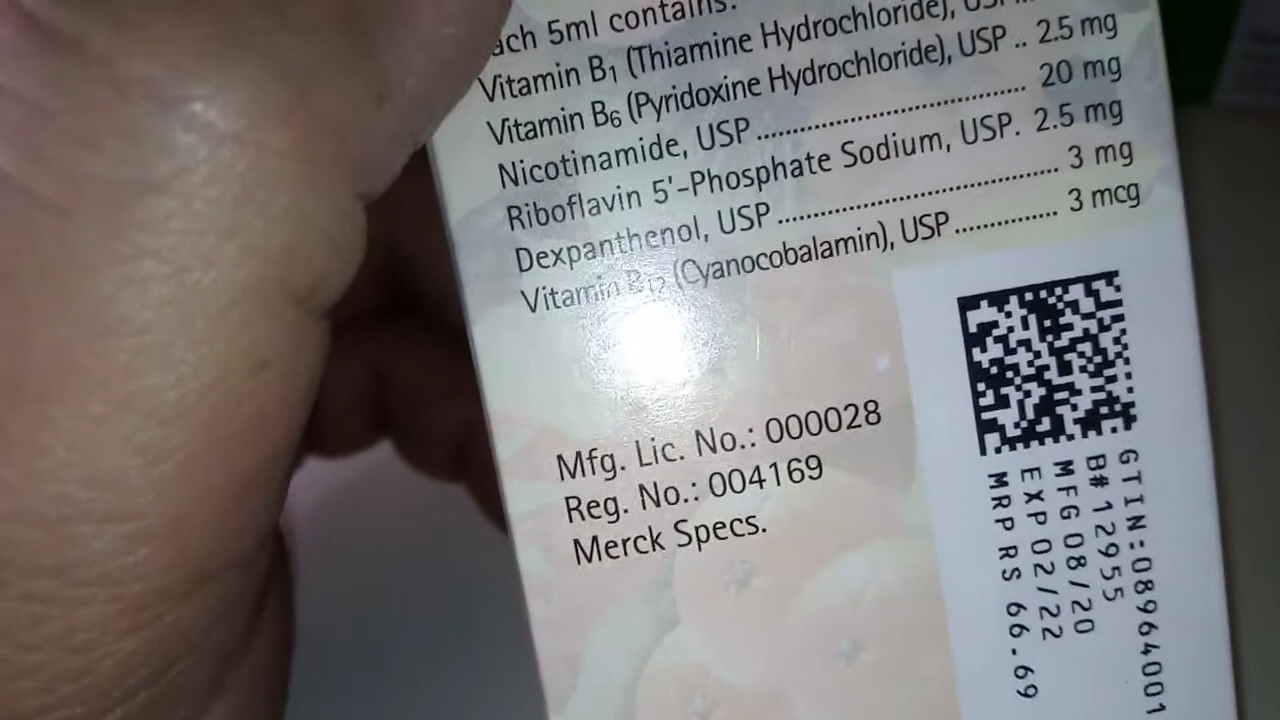 ach 5ml contains:
Vitamin B1 (Thiamine Hydrochloride),
Vitamin B6 (Pyridoxine Hydrochloride), USP .. 2.5 mg
Nicotinamide, USP ................................ 20 mg
Riboflavin 5'-Phosphate Sodium, USP. 2.5 mg
Dexpanthenol, USP ................................. 3 mg
Vitamin B12 (Cyanocobalamin), USP ............... 3 mcg
Mfg. Lic. No.: 000028
Reg. No.: 004169
Merck Specs.
GTIN:08964001
B# 12955
MFG 08/20
EXP 02/22
MRP RS 66.69